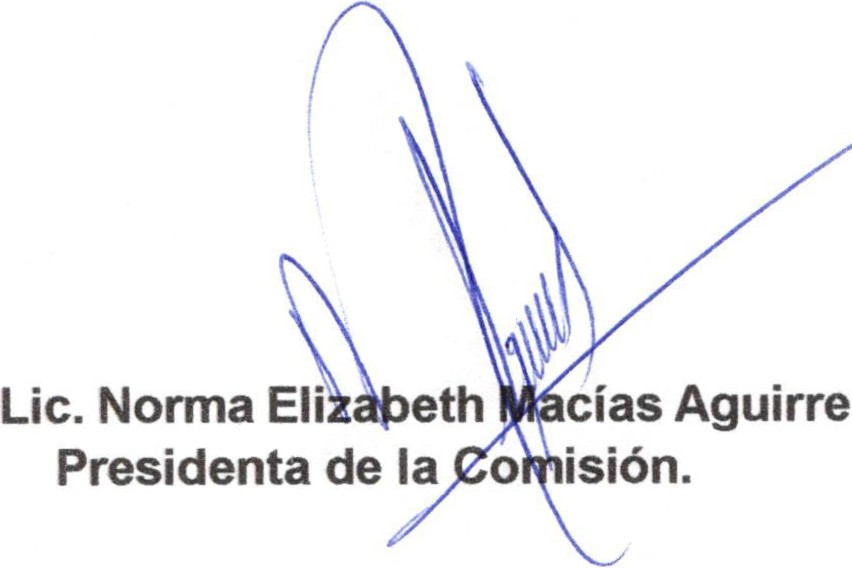 Lic. Norma Elizabeth Macías Aguirre
Presidenta de la Comisión.